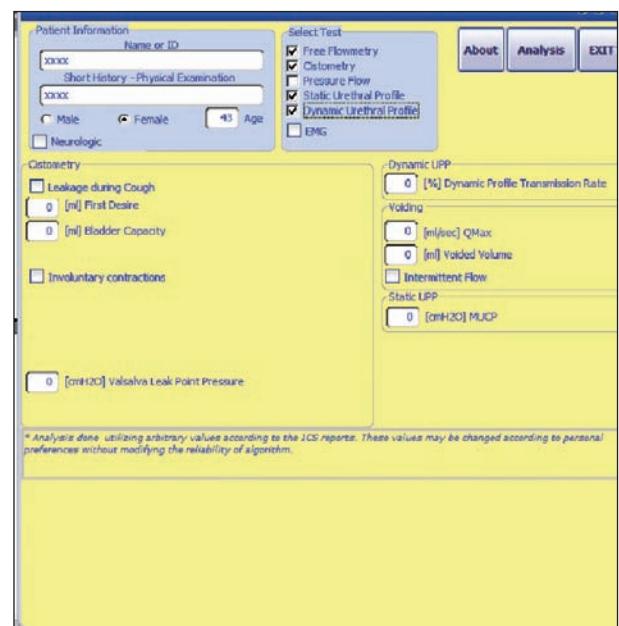 Patient Information
Name or ID
xxxx
Short History - Physical Examination
xxxx
Male Female 43 Age
Neurologic
Select Test
Free Flowmetry
Cistometry
Pressure Flow
Static Urethral Profile
Dynamic Urethral Profile
EMG
About Analysis EXIT
Cistometry
Leakage during Cough
0 [ml] First Desire
0 [ml] Bladder Capacity
Involuntary contractions
0 [cmH2O] Valsalva Leak Point Pressure
Dynamic UPP
0 [%] Dynamic Profile Transmission Rate
Voiding
0 [ml/sec] QMax
0 [ml] Voided Volume
Intermittent Flow
Static UPP
0 [cmH2O] MUCP
* Analysis done utilizing arbitrary values according to the ICS reports. These values may be changed according to personal
preferences without modifyng the reliability of algorithm.